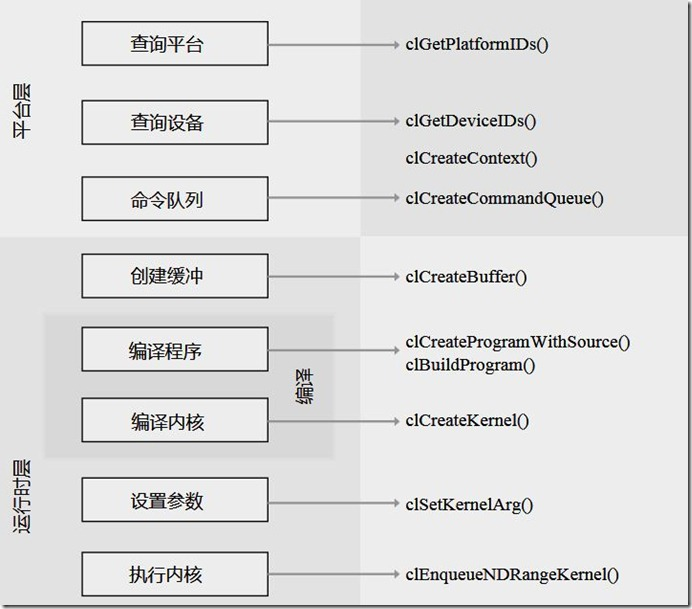 平台层
查询平台
clGetPlatformIDs()
查询设备
clGetDeviceIDs()
clCreateContext()
命令队列
clCreateCommandQueue()
运行时层
创建缓冲
clCreateBuffer()
编译
编译程序
clCreateProgramWithSource()
clBuildProgram()
编译内核
clCreateKernel()
设置参数
clSetKernelArg()
执行内核
clEnqueueNDRangeKernel()